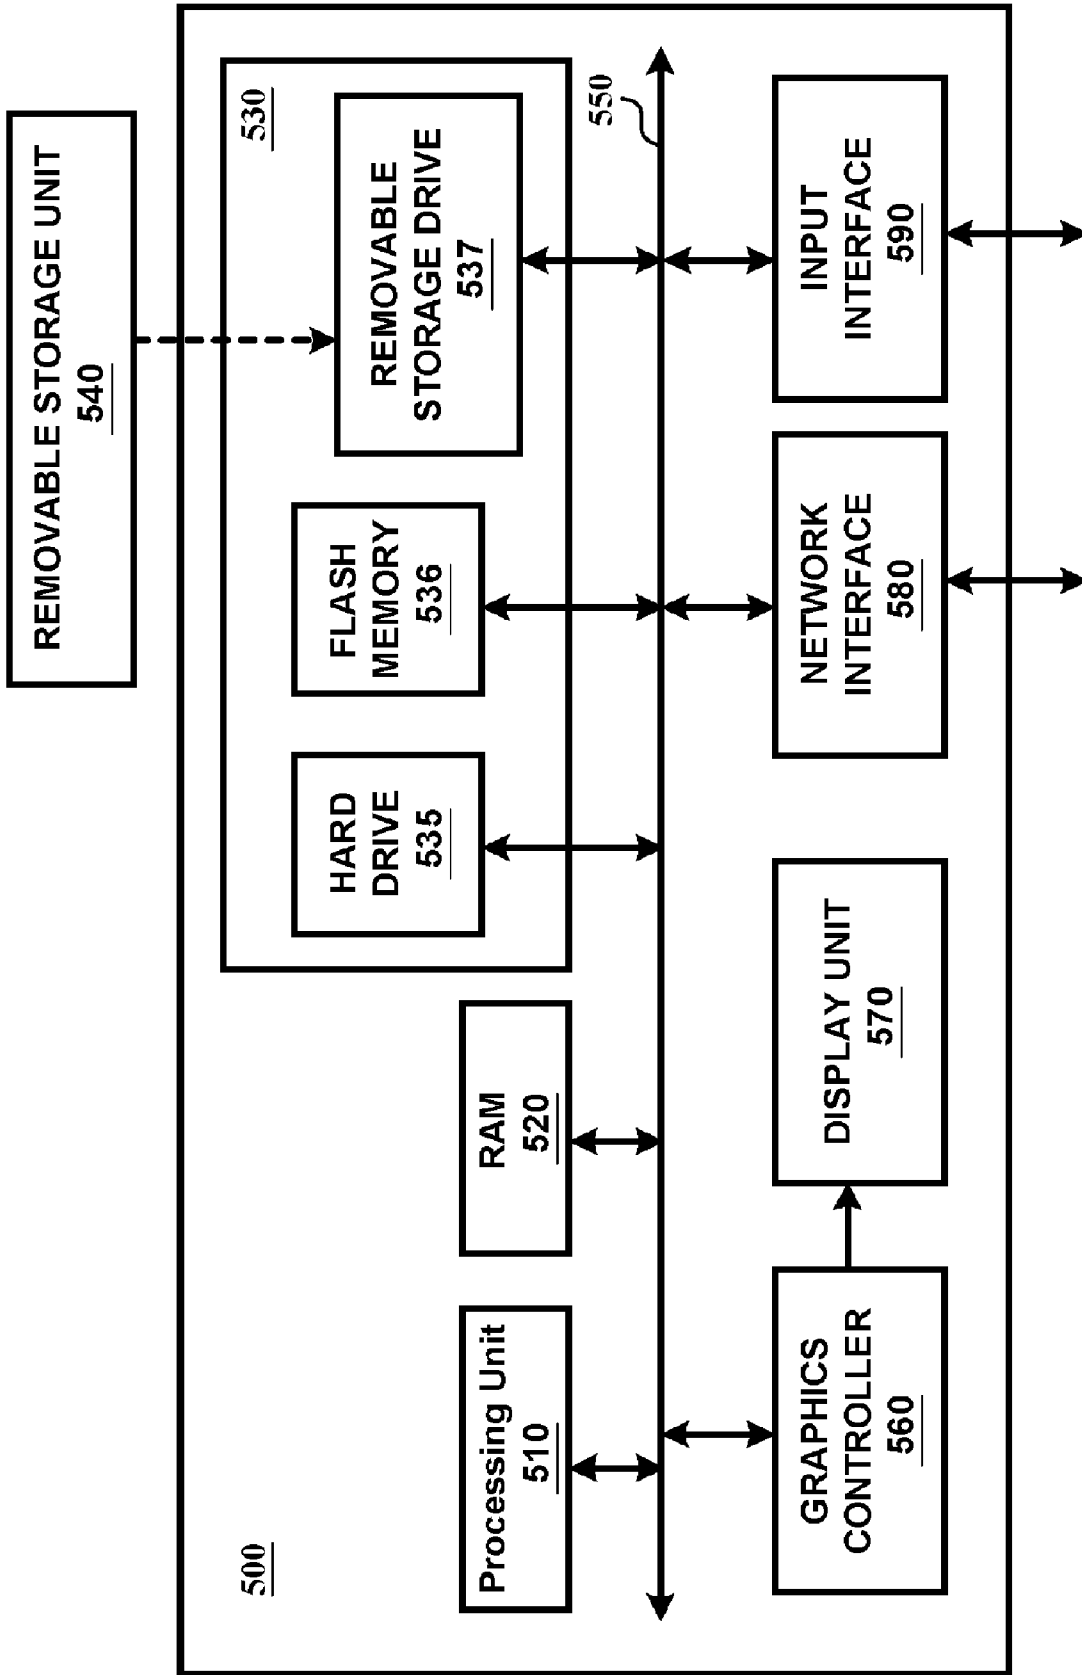 REMOVABLE STORAGE UNIT
540
500
530
Processing Unit
510
RAM
520
HARD
DRIVE
535
FLASH
MEMORY
536
REMOVABLE
STORAGE DRIVE
537
550
GRAPHICS
CONTROLLER
560
DISPLAY UNIT
570
NETWORK
INTERFACE
580
INPUT
INTERFACE
590